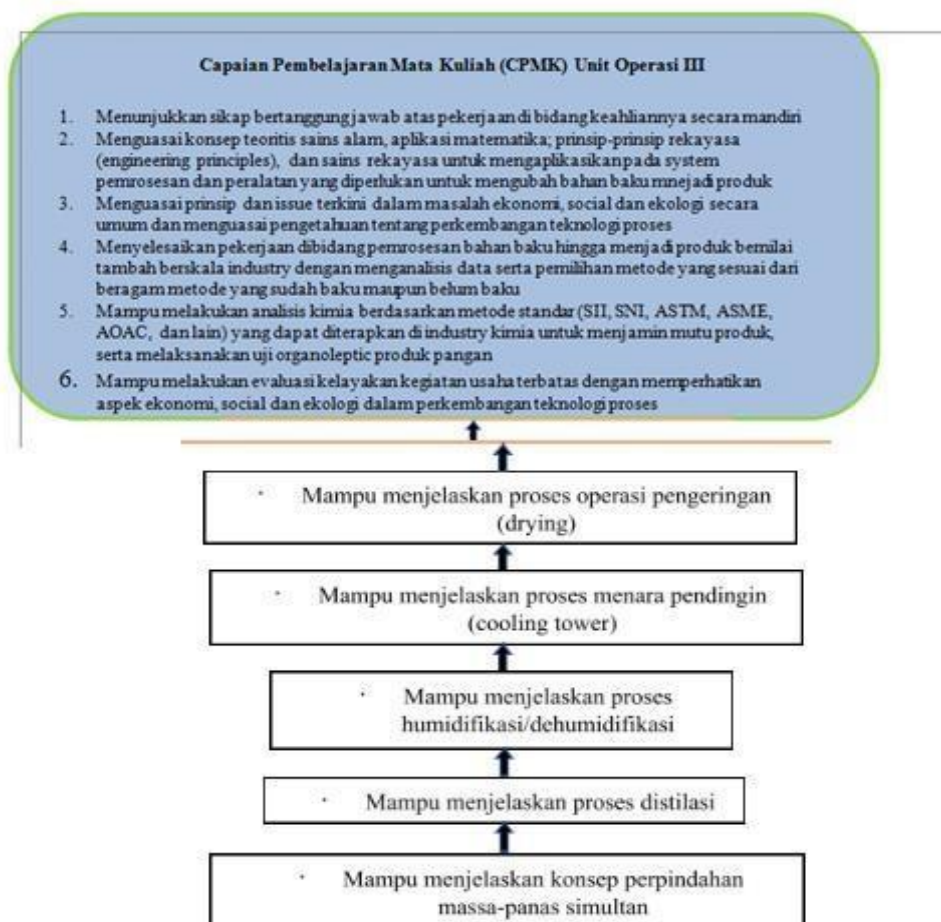 Capaian Pembelajaran Mata Kuliah (CPMK) Unit Operasi III
1. Menunjukkan sikap bertanggung jawab atas pekerjaan di bidang keahliannya secara mandiri
2. Menguasai konsep teoritis sains alam, aplikasi matematika; prinsip-prinsip rekayasa
(engineering principles), dan sains rekayasa untuk mengaplikasikan pada system
pemrosesan dan peralatan yang diperlukan untuk mengubah bahan baku mnejadi produk
3. Menguasai prinsip dan issue terkini dalam masalah ekonomi, social dan ekologi secara
umum dan menguasai pengetahuan tentang perkembangan teknologi proses
4. Menyelesaikan pekerjaan dibidang pemrosesan bahan baku hingga menjadi produk bernilai
tambah berskala industry dengan menganalisis data serta pemilihan metode yang sesuai dari
beragam metode yang sudah baku maupun belum baku
5. Mampu melakukan analisis kimia berdasarkan metode standar (SII, SNI, ASTM, ASME,
AOAC, dan lain) yang dapat diterapkan di industry kimia untuk menjamin mutu produk,
serta melaksanakan uji organoleptic produk pangan
6. Mampu melakukan evaluasi kelayakan kegiatan usaha terbatas dengan memperhatikan
aspek ekonomi, social dan ekologi dalam perkembangan teknologi proses
· Mampu menjelaskan proses operasi pengeringan
(drying)
· Mampu menjelaskan proses menara pendingin
(cooling tower)
· Mampu menjelaskan proses
humidifikasi/dehumidifikasi
· Mampu menjelaskan proses distilasi
· Mampu menjelaskan konsep perpindahan
massa-panas simultan